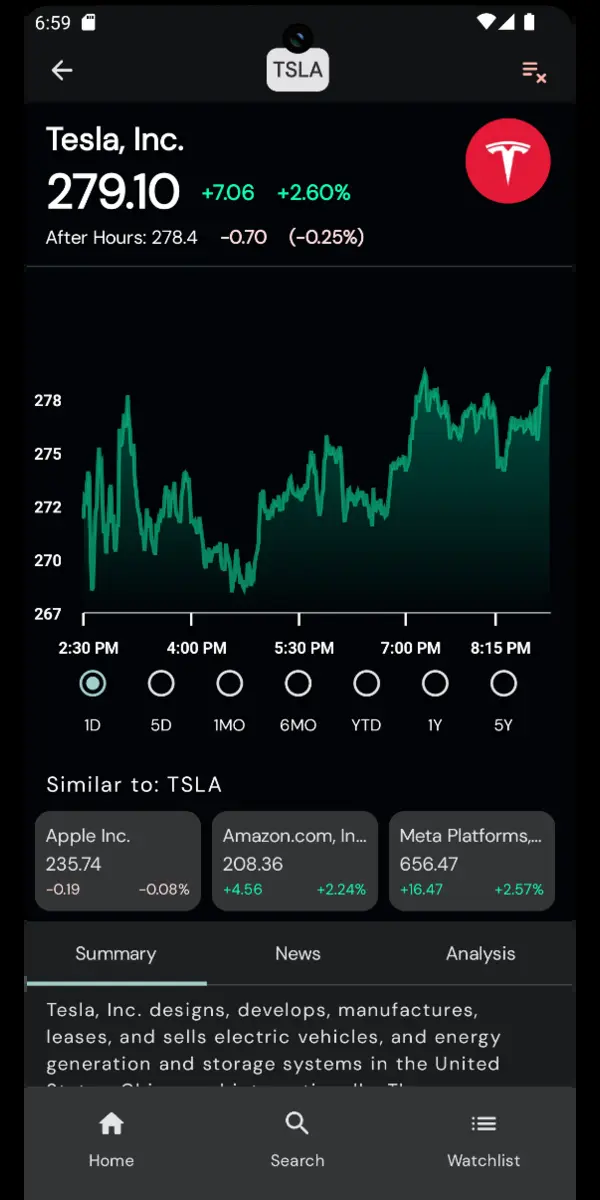 6:59
TSLA
Tesla, Inc.
279.10 +7.06 +2.60%
After Hours: 278.4 -0.70 (-0.25%)
278
275
272
270
267
2:30 PM 4:00 PM 5:30 PM 7:00 PM 8:15 PM
1D 5D 1MO 6MO YTD 1Y 5Y
Similar to: TSLA
Apple Inc. Amazon.com, In... Meta Platforms,...
235.74 208.36 656.47
-0.19 -0.08% +4.56 +2.24% +16.47 +2.57%
Summary News Analysis
Tesla, Inc. designs, develops, manufactures,
leases, and sells electric vehicles, and energy
generation and storage systems in the United
Home Search Watchlist